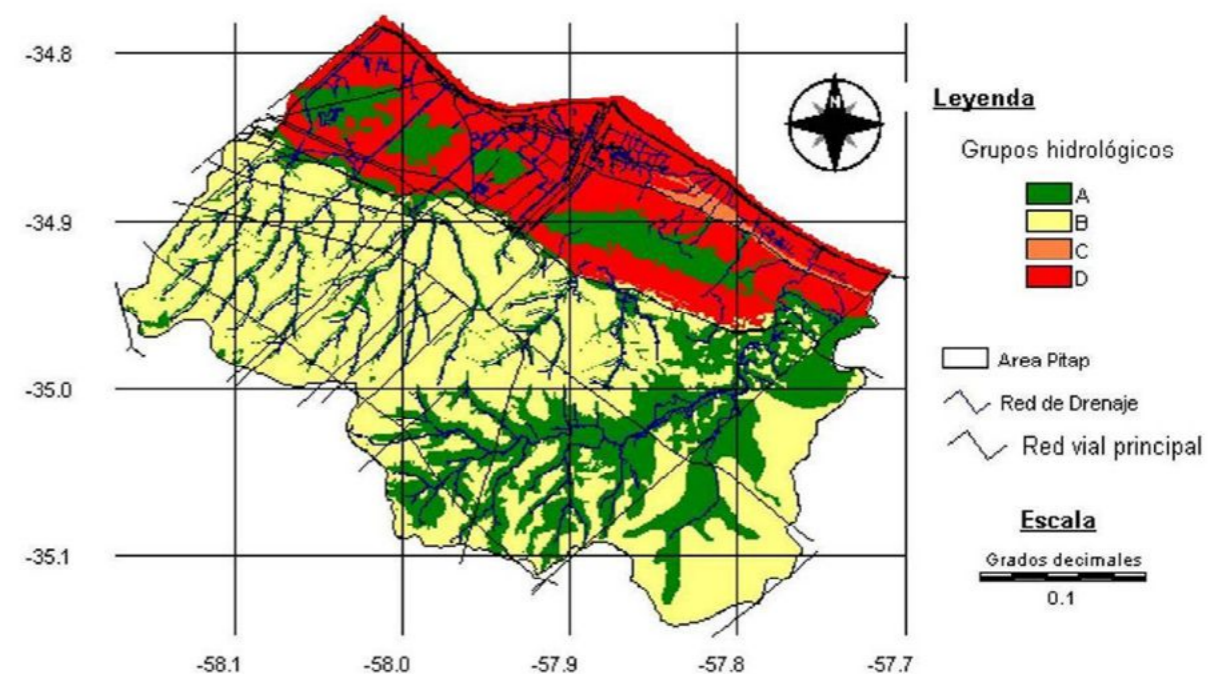 -34.8
-34.9
-35.0
-35.1
-58.1
-58.0
-57.9
-57.8
-57.7
N
Leyenda
Grupos hidrológicos
A
B
C
D
Area Pitap
Red de Drenaje
Red vial principal
Escala
Grados decimales
0.1